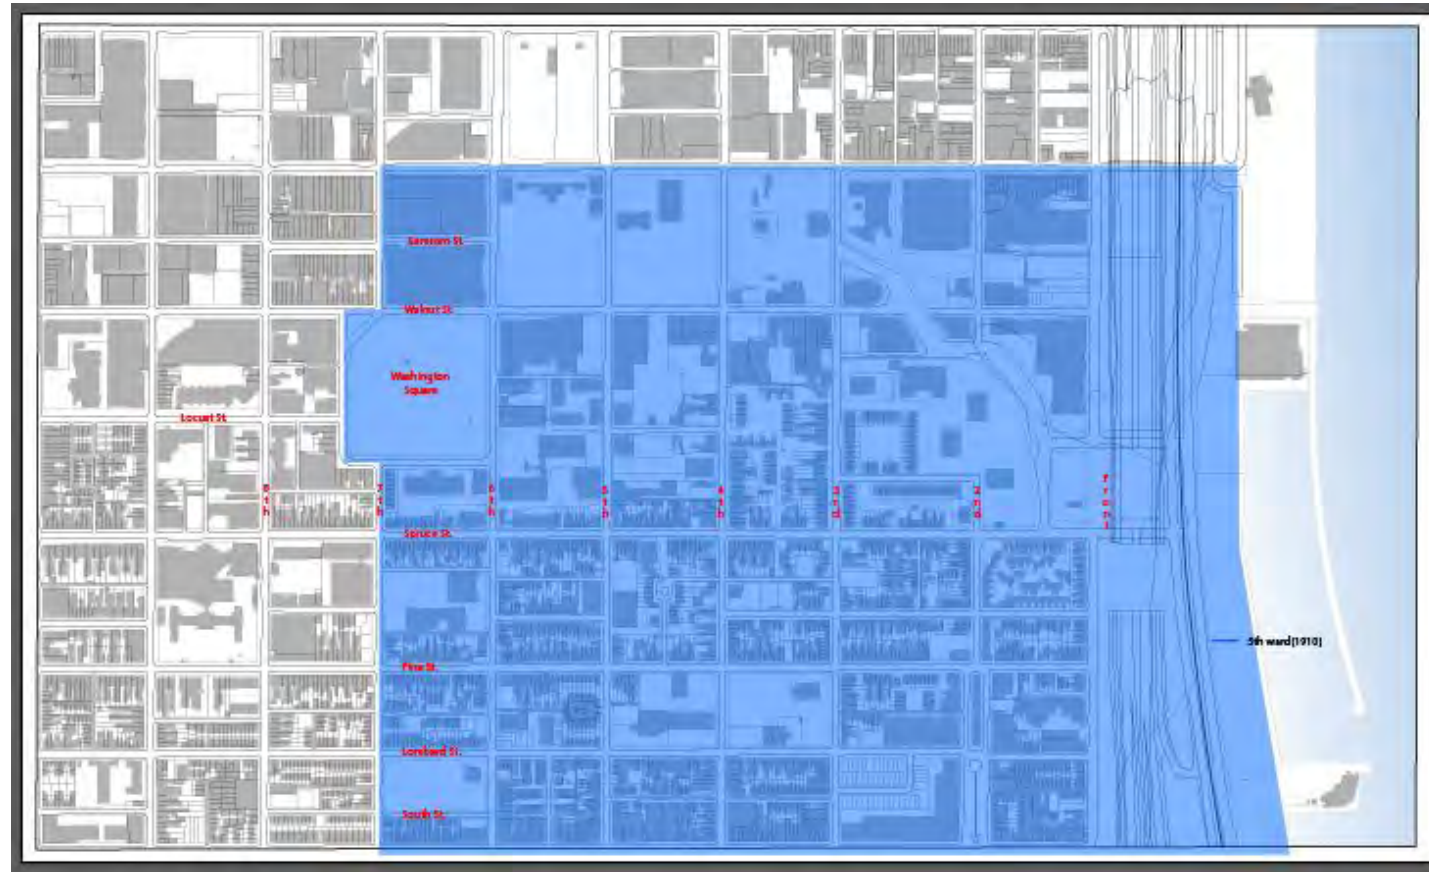 Sansom St.
Walnut St.
Washington
Square
Locust St.
8th
7th
6th
5th
4th
3rd
2nd
front
Spruce St.
5th ward(1910)
Pine St.
Lombard St.
South St.